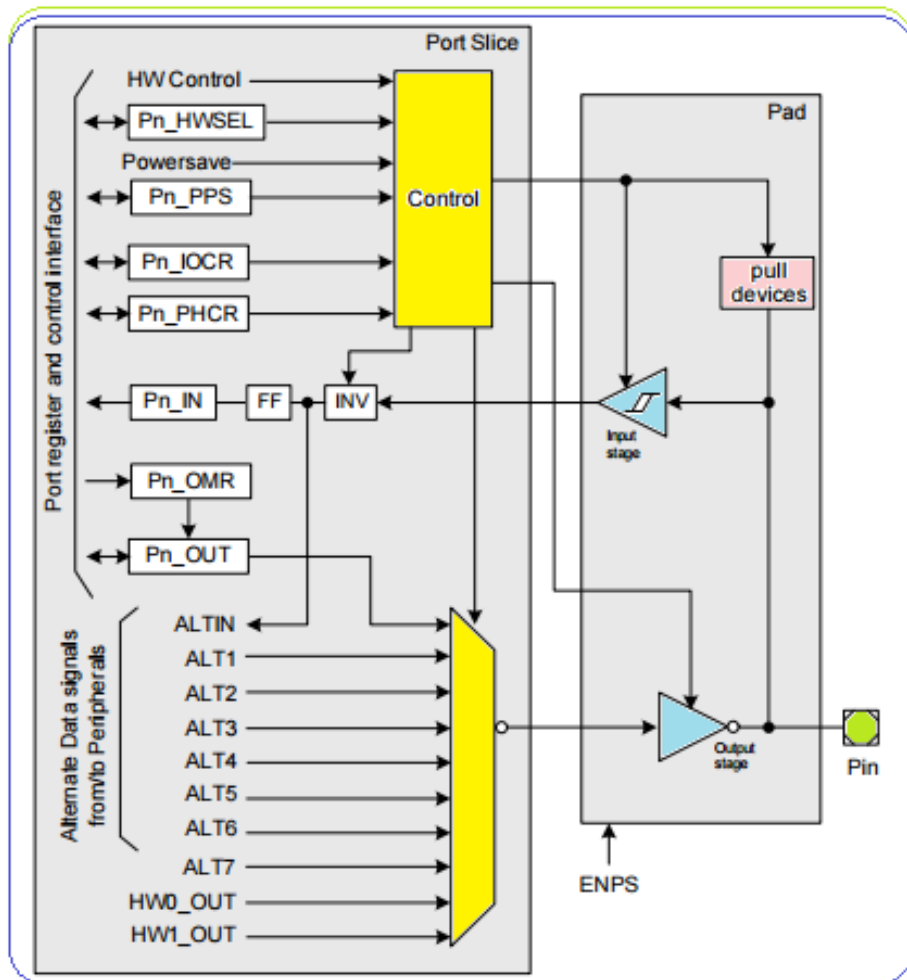 Port Slice
HW Control
Pn_HWSEL
Powersave
Pn_PPS
Control
Pn_IOCR
Pn_PHCR
Pn_IN
FF
INV
Pn_OMR
Pn_OUT
Port register and control interface
ALTIN
ALT1
ALT2
ALT3
ALT4
ALT5
ALT6
ALT7
HW0_OUT
HW1_OUT
Alternate Data signals
from/to Peripherals
Pad
pull
devices
Input
stage
Output
stage
Pin
ENPS